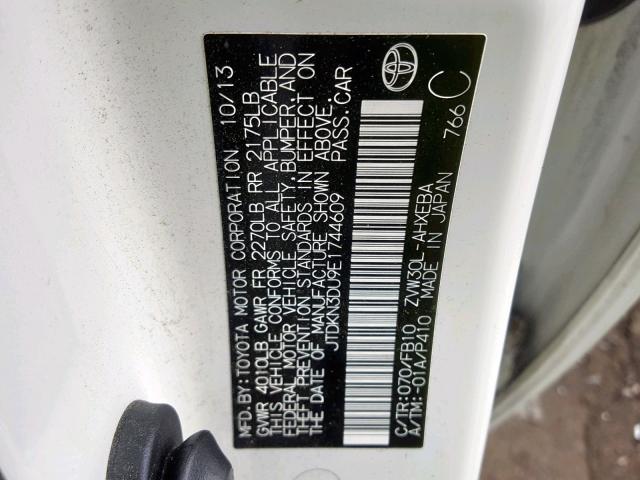 MFD. BY: TOYOTA MOTOR CORPORATION 10/13
GVWR 4010LB GAWR FR 2270LB RR 2175LB
THIS VEHICLE CONFORMS TO ALL APPLICABLE
FEDERAL MOTOR VEHICLE SAFETY, BUMPER, AND
THEFT PREVENTION STANDARDS IN EFFECT ON
THE DATE OF MANUFACTURE SHOWN ABOVE.
JTDKN3DU9E1744609 PASS. CAR
C/TR: 070/FB10 ZVW30L-AHXEBA
A/TM: -01A/P410 MADE IN JAPAN
766 C